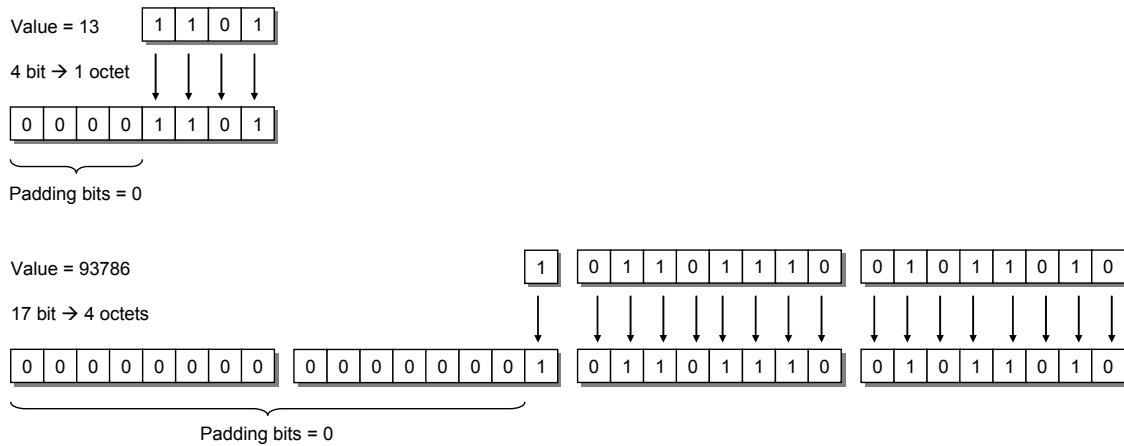 Value = 13
1 1 0 1
4 bit → 1 octet
0 0 0 0 1 1 0 1
Padding bits = 0
Value = 93786
1 0 1 1 0 1 1 1 0 0 1 0 1 1 0 1 0
17 bit → 4 octets
0 0 0 0 0 0 0 0 0 0 0 0 0 0 0 1 0 1 1 0 1 1 1 0 0 1 0 1 1 0 1 0
Padding bits = 0